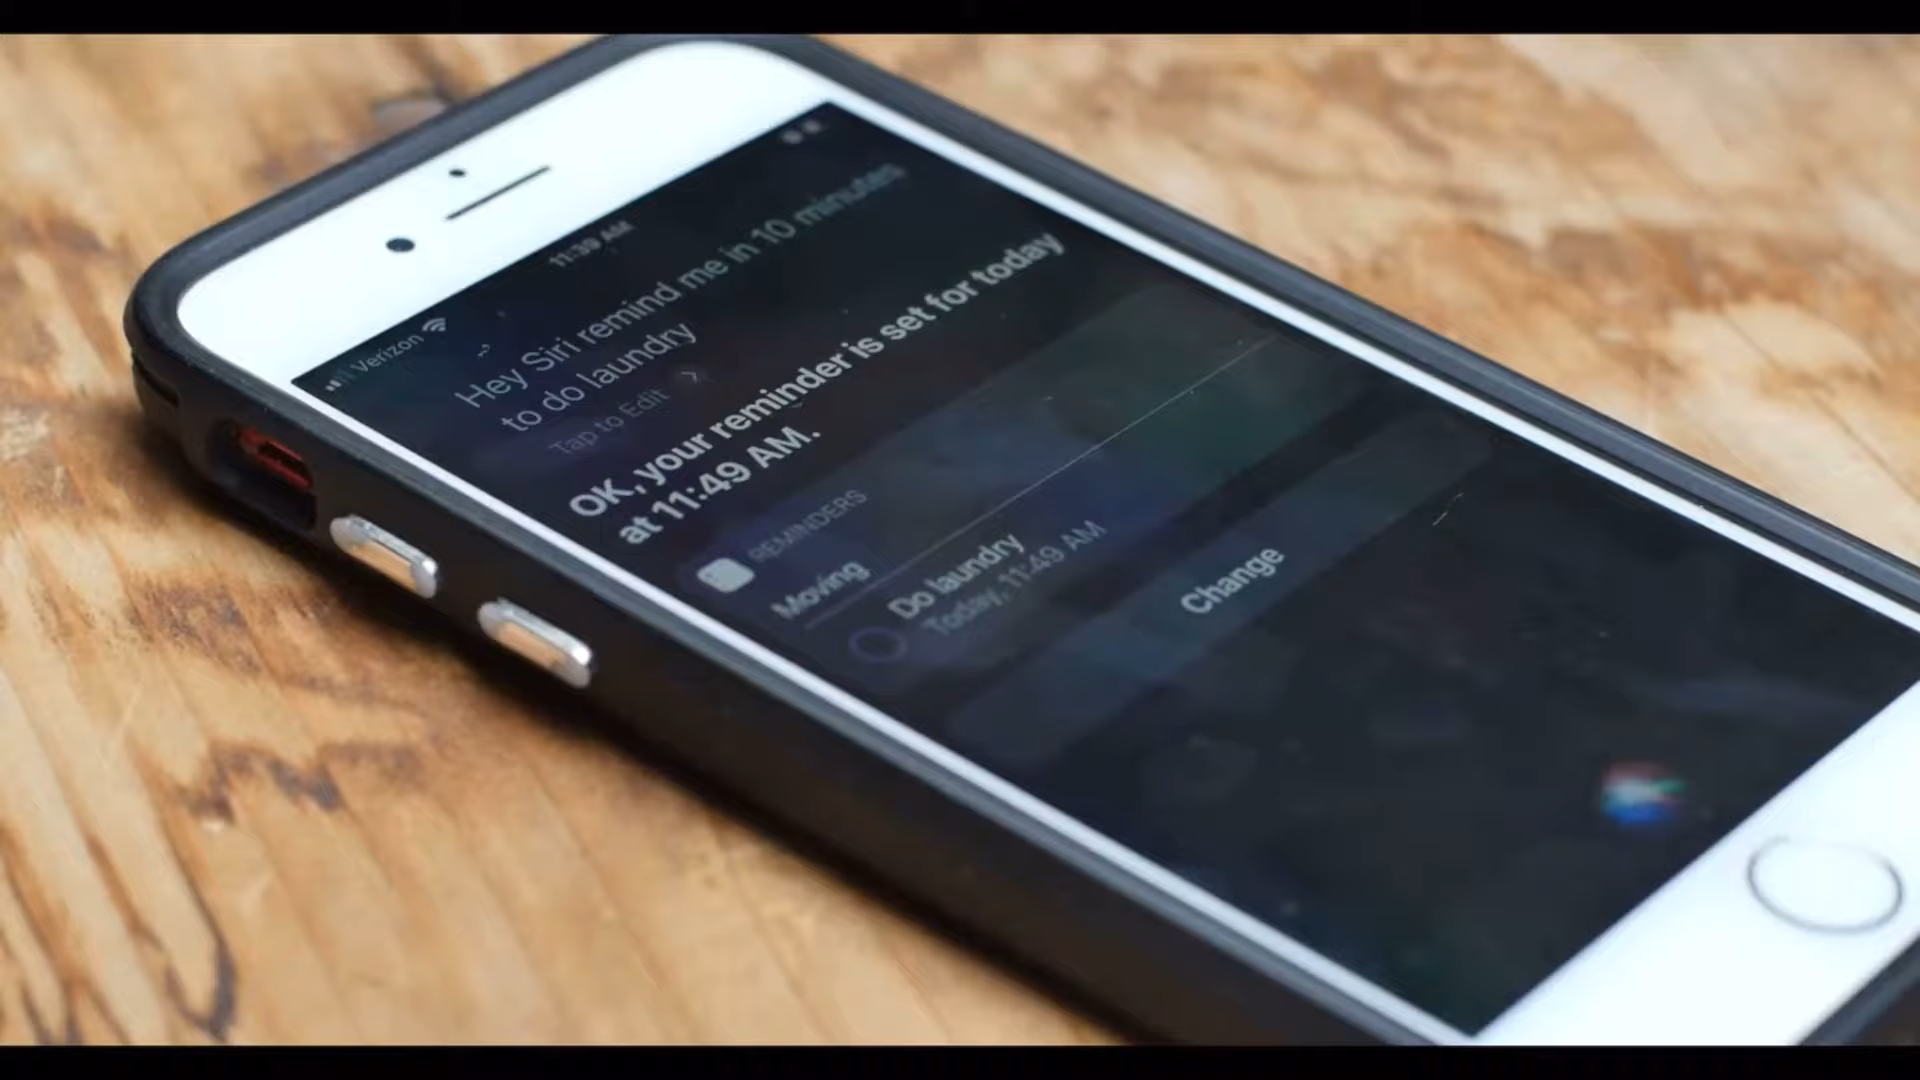 Verizon
11:39 AM
Hey Siri remind me in 10 minutes
to do laundry
Tap to Edit >
OK, your reminder is set for today
at 11:49 AM.
REMINDERS
Moving
Do laundry
Today, 11:49 AM
Change